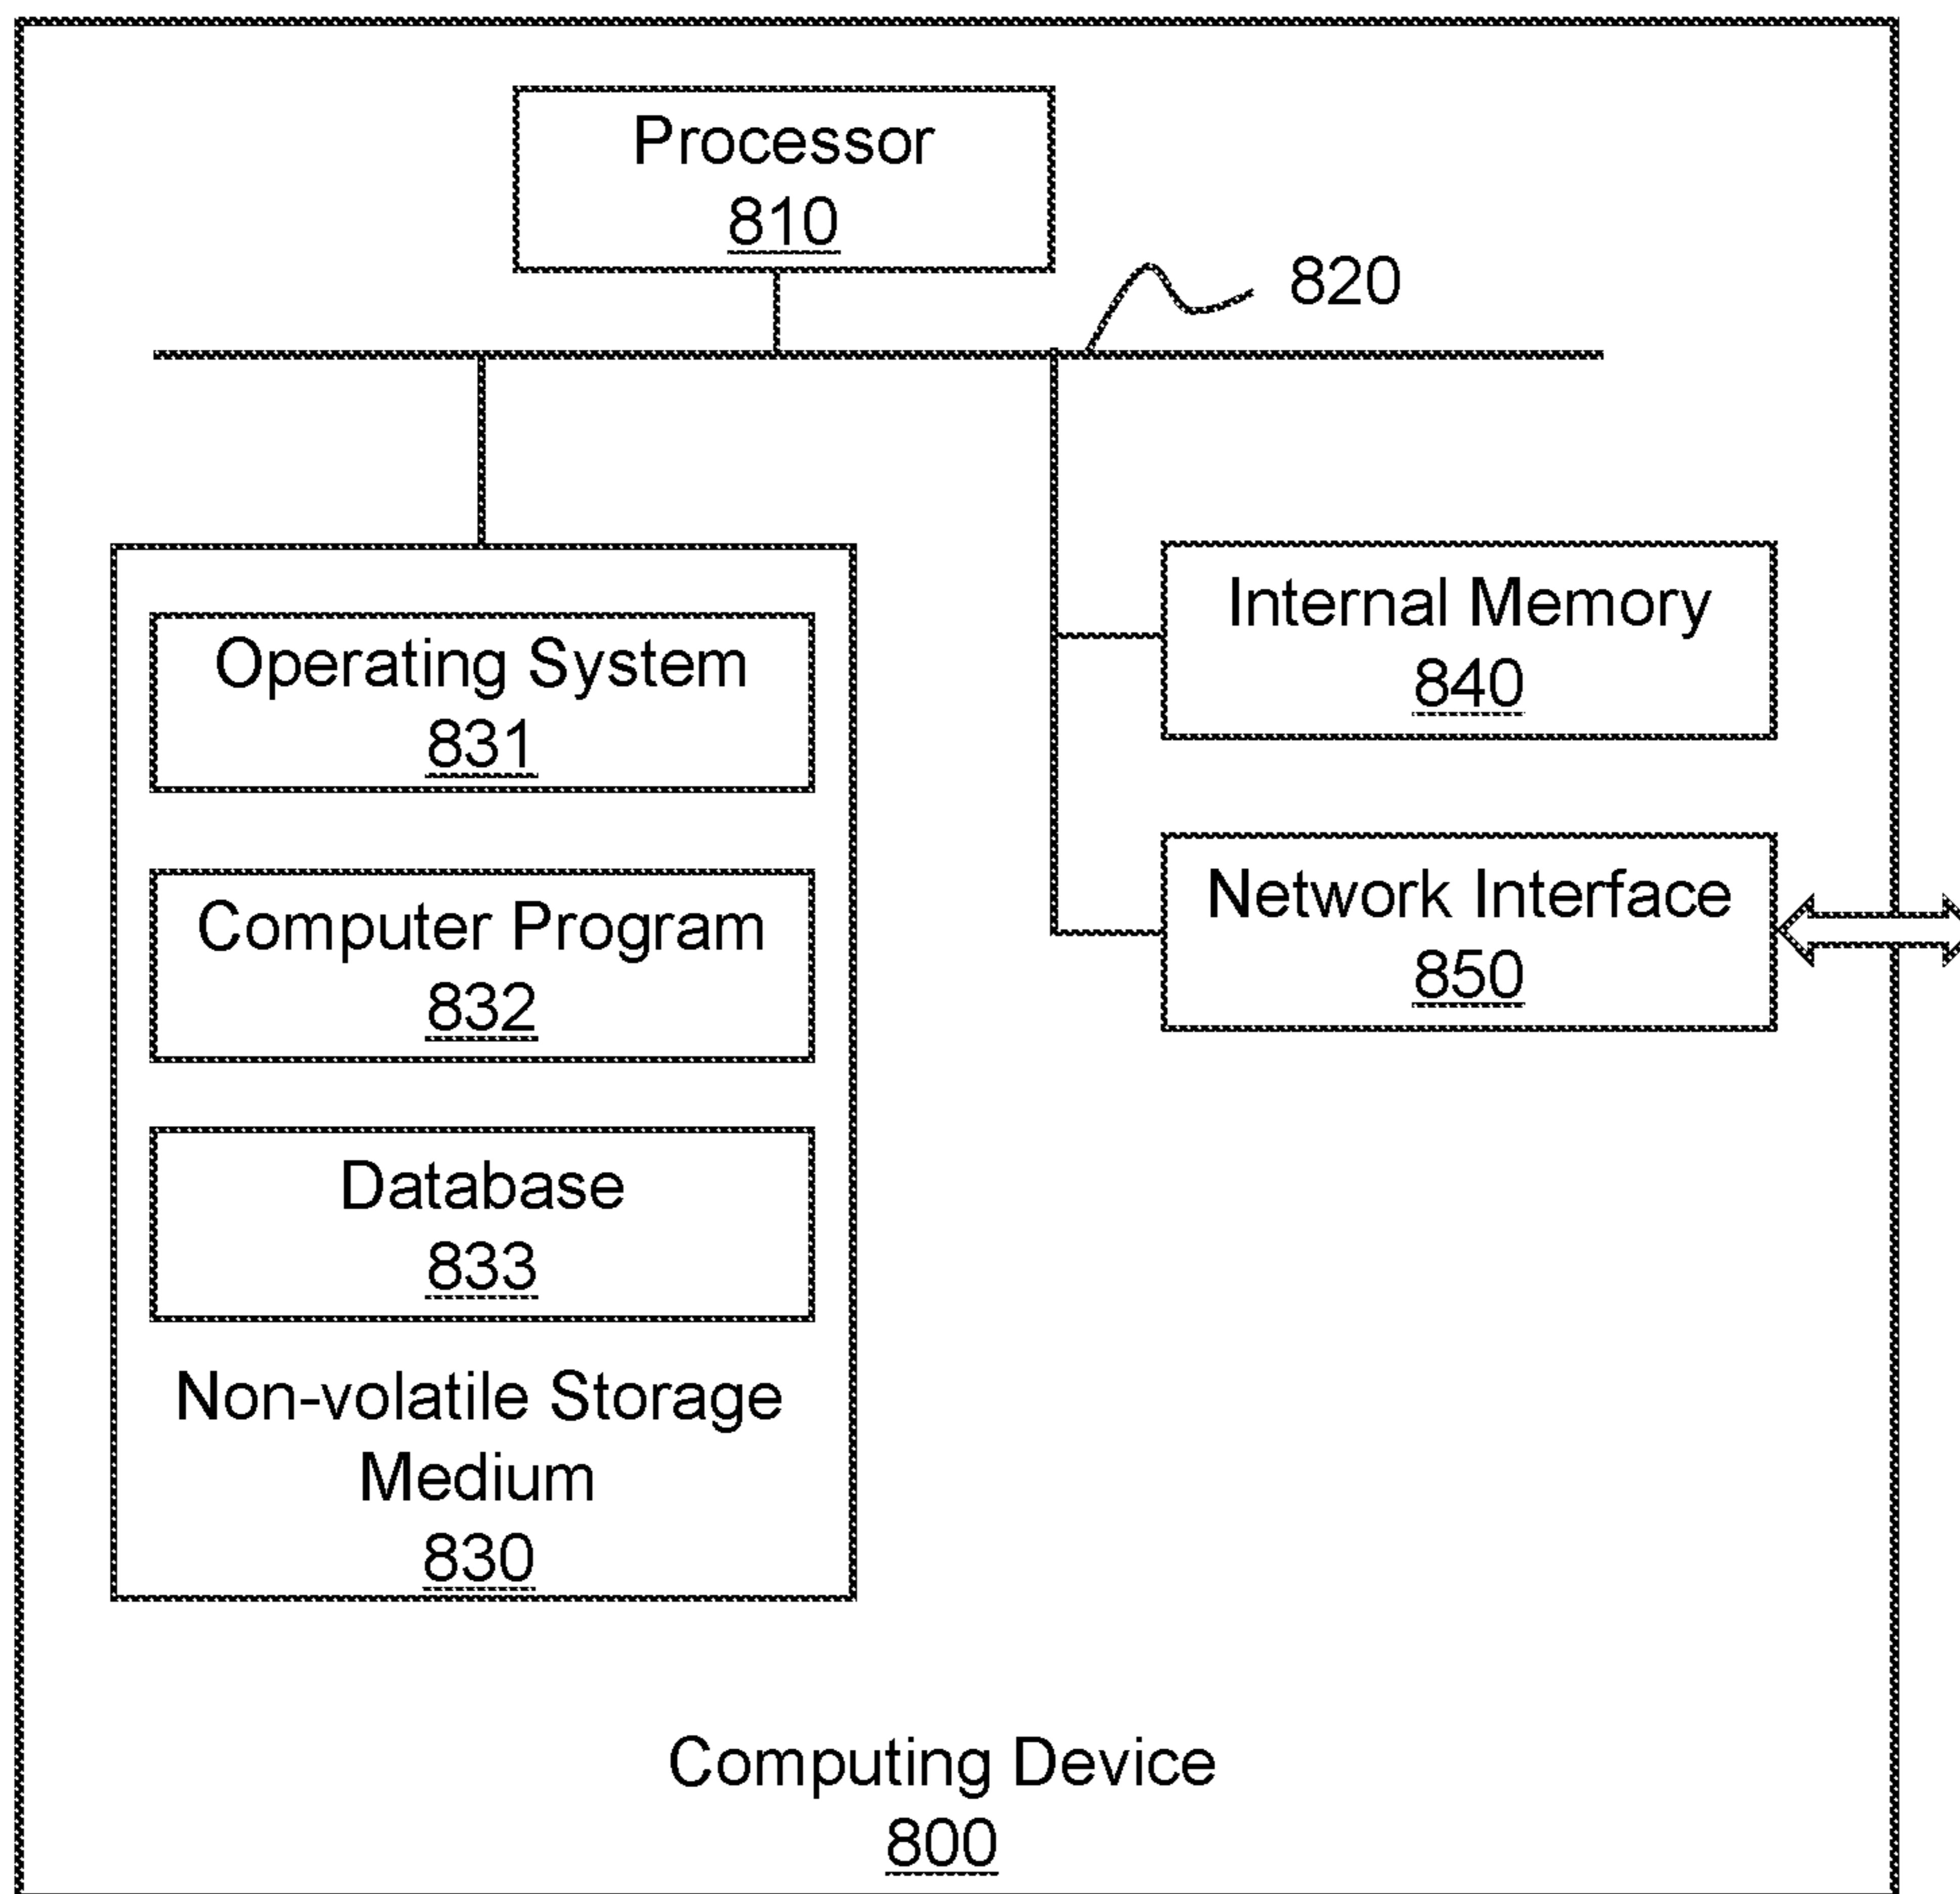 Processor
810
820
Operating System
831
Computer Program
832
Database
833
Non-volatile Storage
Medium
830
Internal Memory
840
Network Interface
850
Computing Device
800